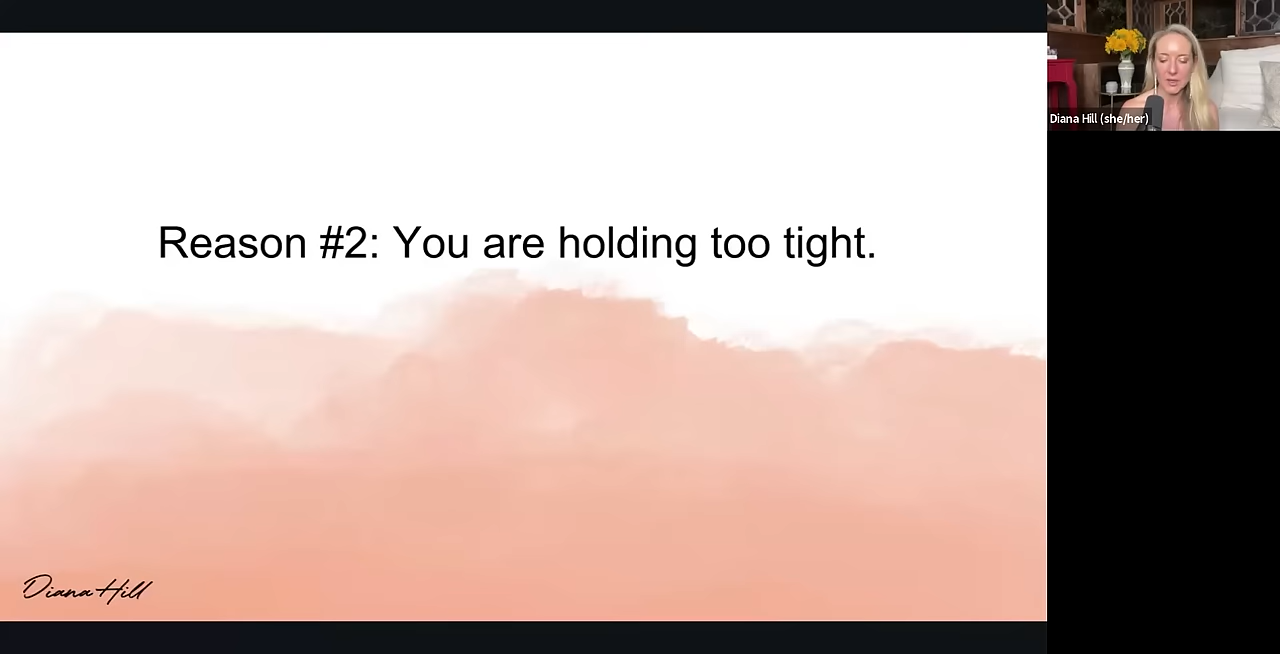 Reason #2: You are holding too tight.
Diana Hill (she/her)
Diana Hill